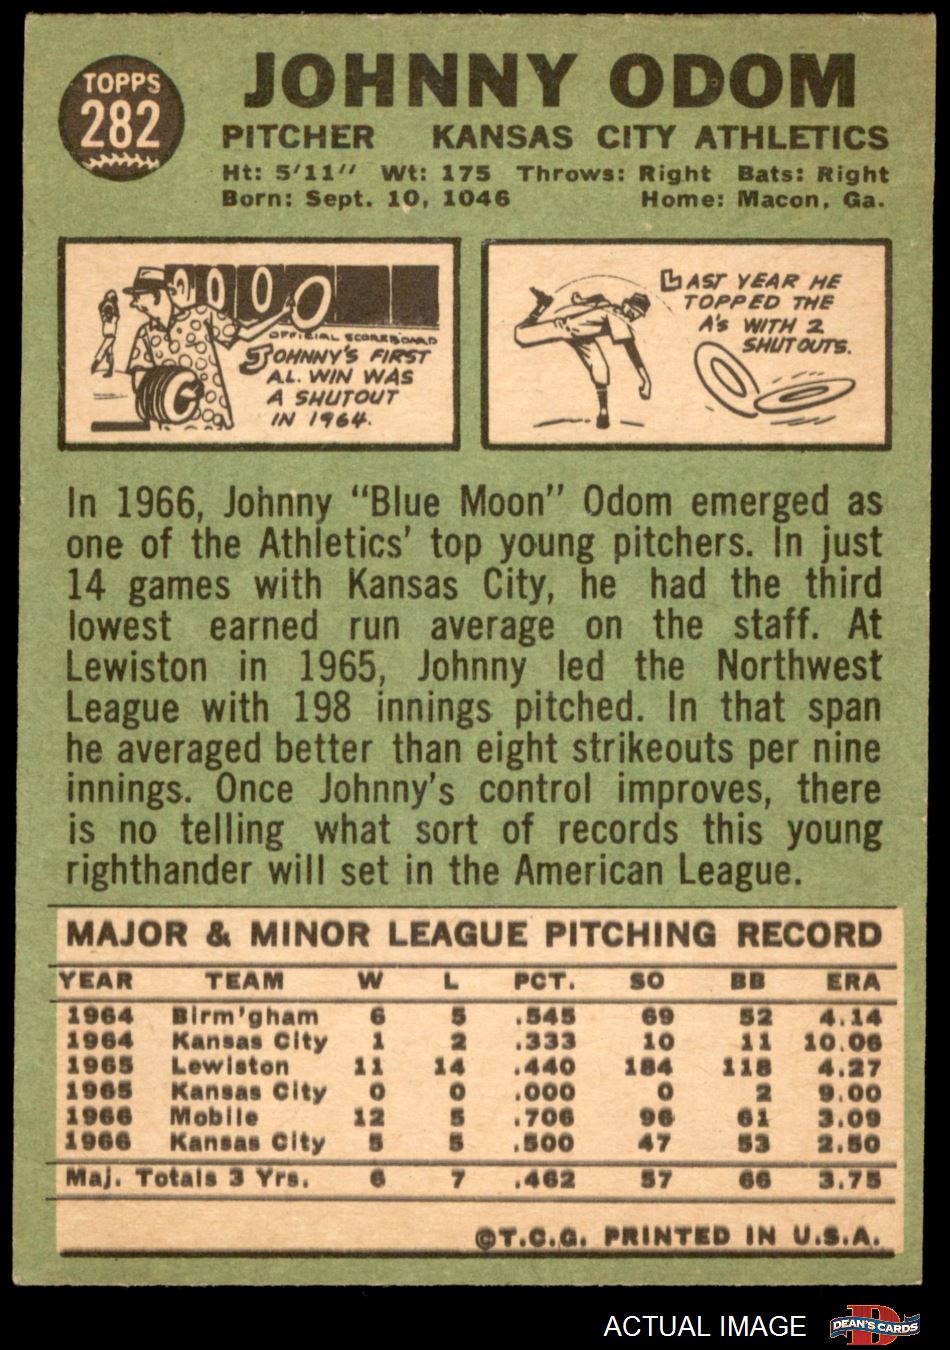 TOPPS
282
JOHNNY ODOM
PITCHER KANSAS CITY ATHLETICS
Ht: 5'11" Wt: 175 Throws: Right Bats: Right
Born: Sept. 10, 1046 Home: Macon, Ga.
OFFICIAL SCOREBOARD
JOHNNY'S FIRST
A.L. WIN WAS
A SHUTOUT
IN 1964.
LAST YEAR HE
TOPPED THE
A'S WITH 2
SHUTOUTS.
In 1966, Johnny "Blue Moon" Odom emerged as
one of the Athletics' top young pitchers. In just
14 games with Kansas City, he had the third
lowest earned run average on the staff. At
Lewiston in 1965, Johnny led the Northwest
League with 198 innings pitched. In that span
he averaged better than eight strikeouts per nine
innings. Once Johnny's control improves, there
is no telling what sort of records this young
righthander will set in the American League.
MAJOR & MINOR LEAGUE PITCHING RECORD
YEAR TEAM W L PCT. SO BB ERA
1964 Birm'gham 6 5 .545 69 52 4.14
1964 Kansas City 1 2 .333 10 11 10.06
1965 Lewiston 11 14 .440 184 118 4.27
1965 Kansas City 0 0 .000 0 2 9.00
1966 Mobile 12 5 .706 96 61 3.09
1966 Kansas City 5 5 .500 47 53 2.50
Maj. Totals 3 Yrs. 6 7 .462 57 66 3.75
©T.C.G. PRINTED IN U.S.A.
ACTUAL IMAGE
D
DEAN'S CARDS